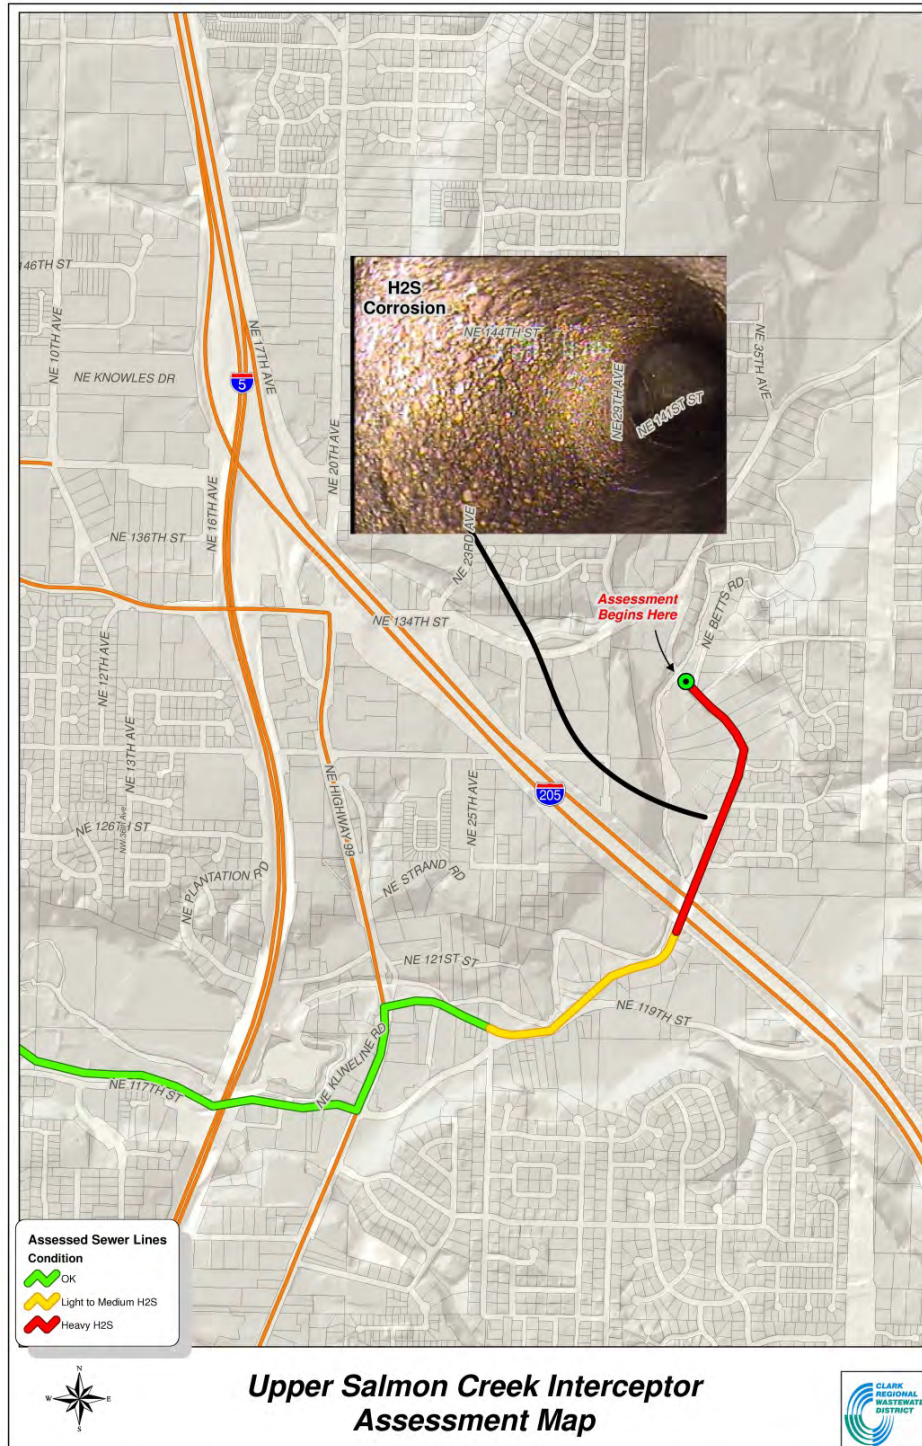 146TH ST
NE 10TH AVE
NE KNOWLES DR
NE 17TH AVE
5
NE 16TH AVE
NE 20TH AVE
NE 136TH ST
H2S
Corrosion
NE 144TH ST
NE 29TH AVE
NE 141ST ST
NE 35TH AVE
NE 23RD AVE
NE 134TH ST
Assessment
Begins Here
NE BETTS RD
NE 12TH AVE
NE 13TH AVE
NW 36th Ave
NE 126TH ST
NE HIGHWAY 99
NE 25TH AVE
205
NE PLANTATION RD
NE STRAND RD
NE 121ST ST
NE 119TH ST
NE KLINELINE RD
NE 117TH ST
Assessed Sewer Lines
Condition
OK
Light to Medium H2S
Heavy H2S
N
W
E
S
Upper Salmon Creek Interceptor
Assessment Map
CLARK
REGIONAL
WASTEWATER
DISTRICT